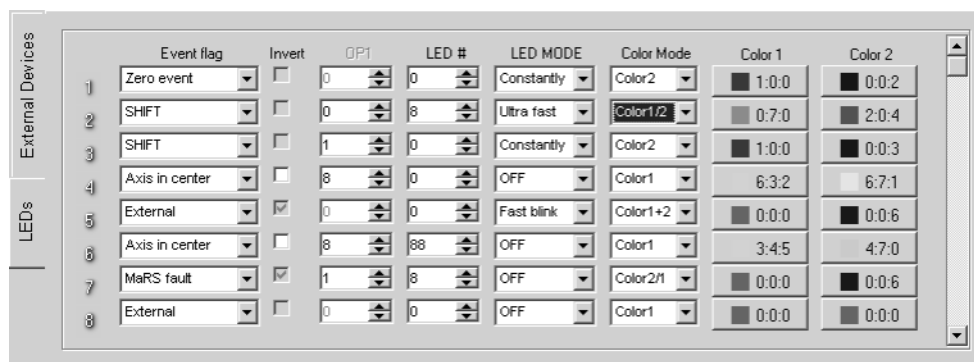 External Devices
LEDs
Event flag Invert OP1 LED # LED MODE Color Mode Color 1 Color 2
1 Zero event 0 0 Constantly Color2 1:0:0 0:0:2
2 SHIFT 0 8 Ultra fast Color1/2 0:7:0 2:0:4
3 SHIFT 1 0 Constantly Color2 1:0:0 0:0:3
4 Axis in center 8 0 OFF Color1 6:3:2 6:7:1
5 External 0 0 Fast blink Color1+2 0:0:0 0:0:6
6 Axis in center 8 88 OFF Color1 3:4:5 4:7:0
7 MaRS fault 1 8 OFF Color2/1 0:0:0 0:0:6
8 External 0 0 OFF Color1 0:0:0 0:0:0